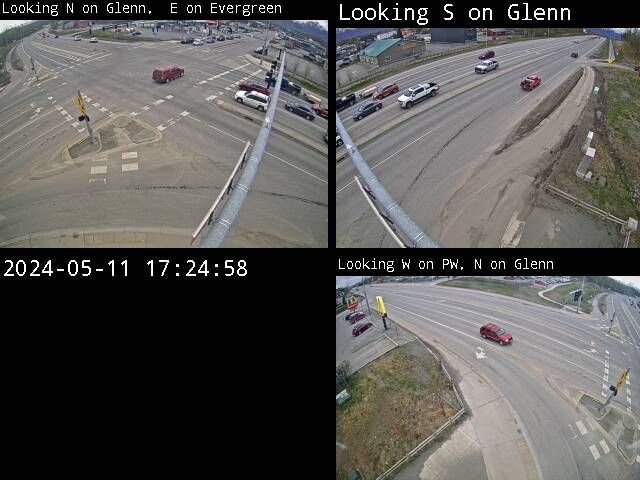 Looking N on Glenn,  E on Evergreen
Looking S on Glenn
2024-05-11 17:24:58
Looking W on PW, N on Glenn